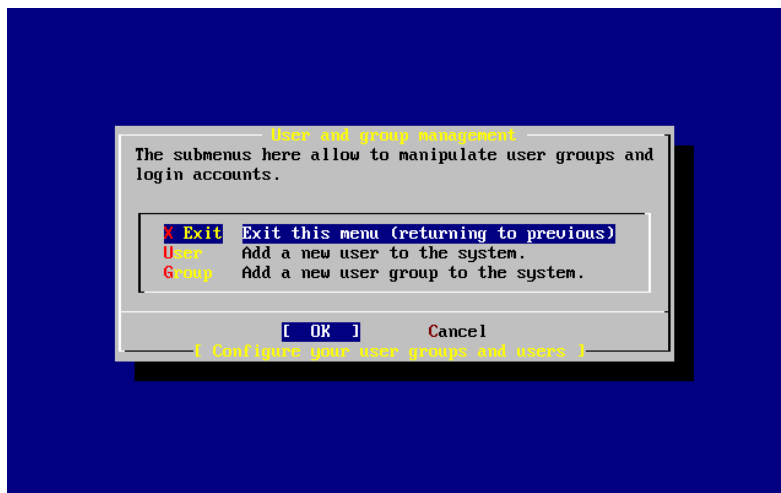 User and group management
The submenus here allow to manipulate user groups and
login accounts.
X Exit Exit this menu (returning to previous)
User Add a new user to the system.
Group Add a new user group to the system.
[ OK ] Cancel
[ Configure your user groups and users ]